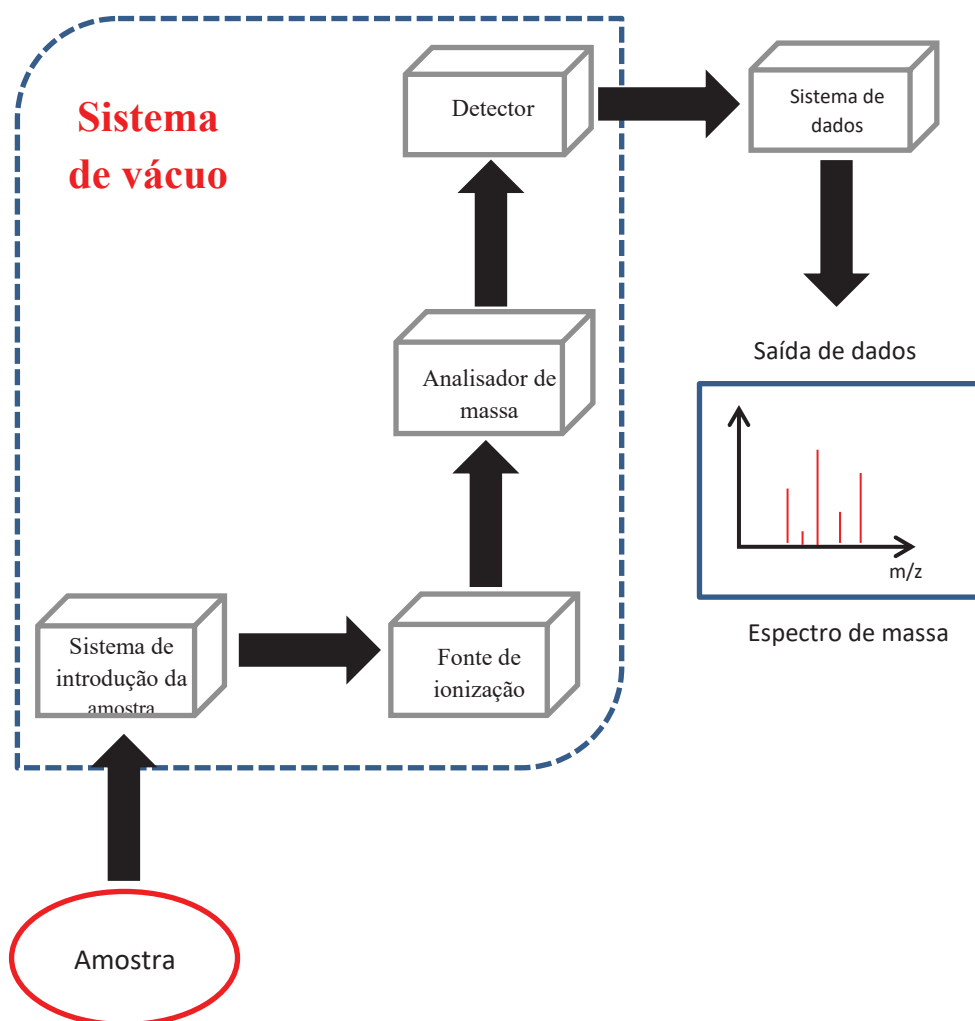 Sistema
de vácuo
Detector
Sistema de
dados
Analisador de
massa
Saída de dados
m/z
Espectro de massa
Sistema de
introdução da
amostra
Fonte de
ionização
Amostra